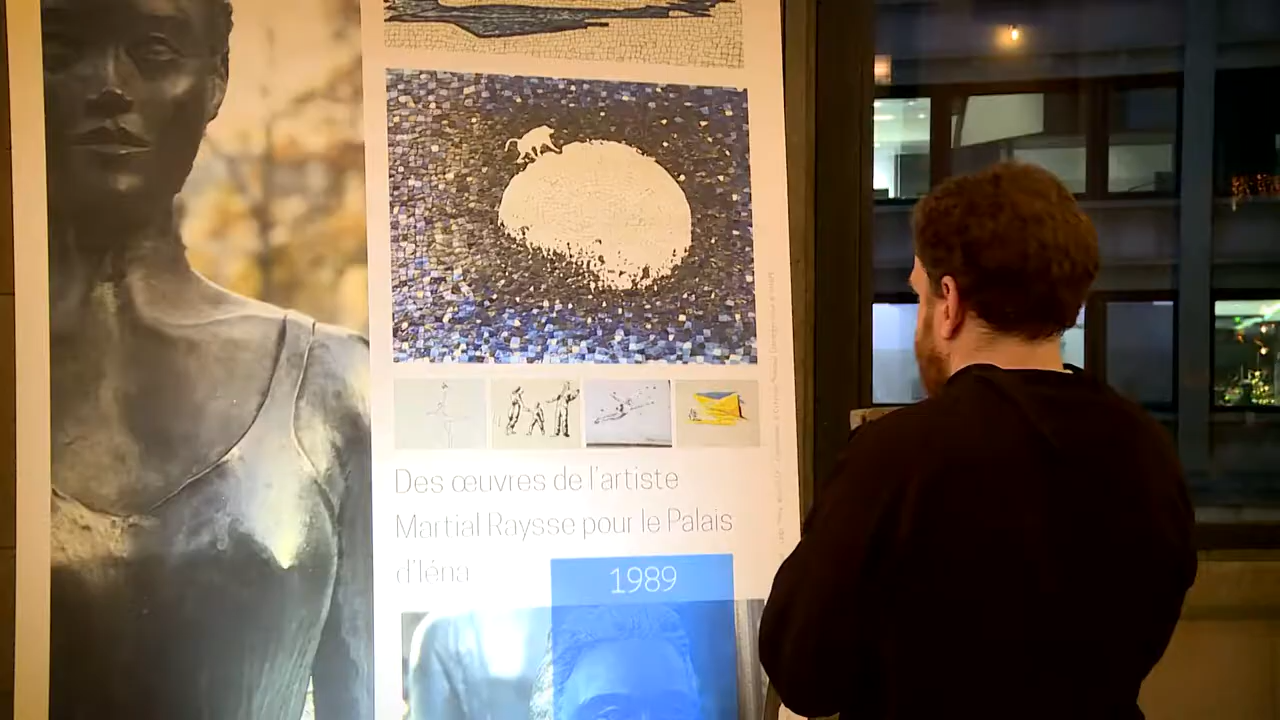 Des œuvres de l'artiste
Martial Raysse pour le Palais
d'Iéna
1989